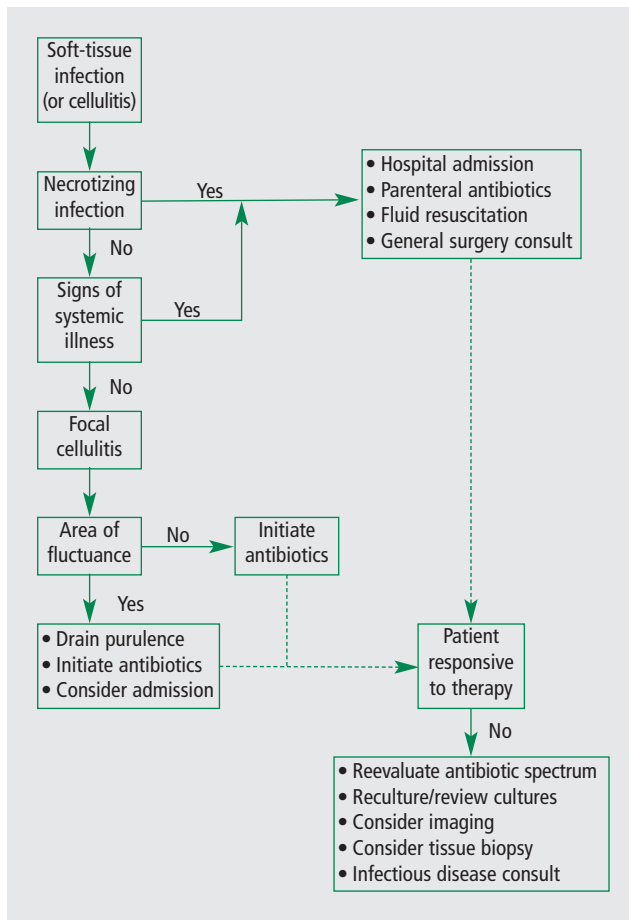 Soft-tissue
infection
(or cellulitis)
Necrotizing
infection
Yes
• Hospital admission
• Parenteral antibiotics
• Fluid resuscitation
• General surgery consult
No
Signs of
systemic
illness
Yes
No
Focal
cellulitis
Area of
fluctuance
No
Initiate
antibiotics
Yes
• Drain purulence
• Initiate antibiotics
• Consider admission
Patient
responsive
to therapy
No
• Reevaluate antibiotic spectrum
• Reculture/review cultures
• Consider imaging
• Consider tissue biopsy
• Infectious disease consult